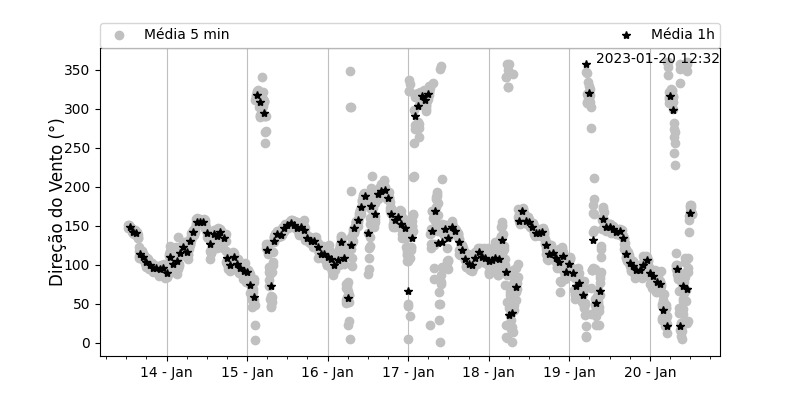 Média 5 min
Média 1h
2023-01-20 12:32
Direção do Vento (°)
350
300
250
200
150
100
50
0
14 - Jan
15 - Jan
16 - Jan
17 - Jan
18 - Jan
19 - Jan
20 - Jan